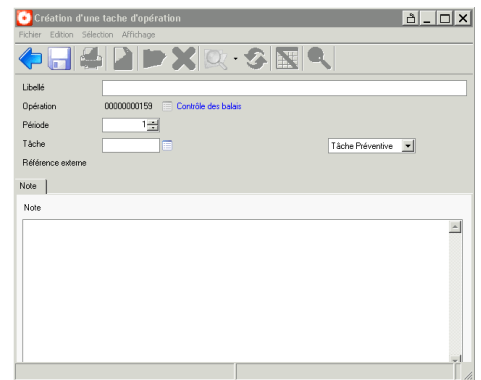 Création d'une tache d'opération
Fichier Edition Sélection Affichage
Libellé
Opération 00000000159 Contrôle des balais
Période 1
Tâche Tâche Préventive
Référence externe
Note
Note